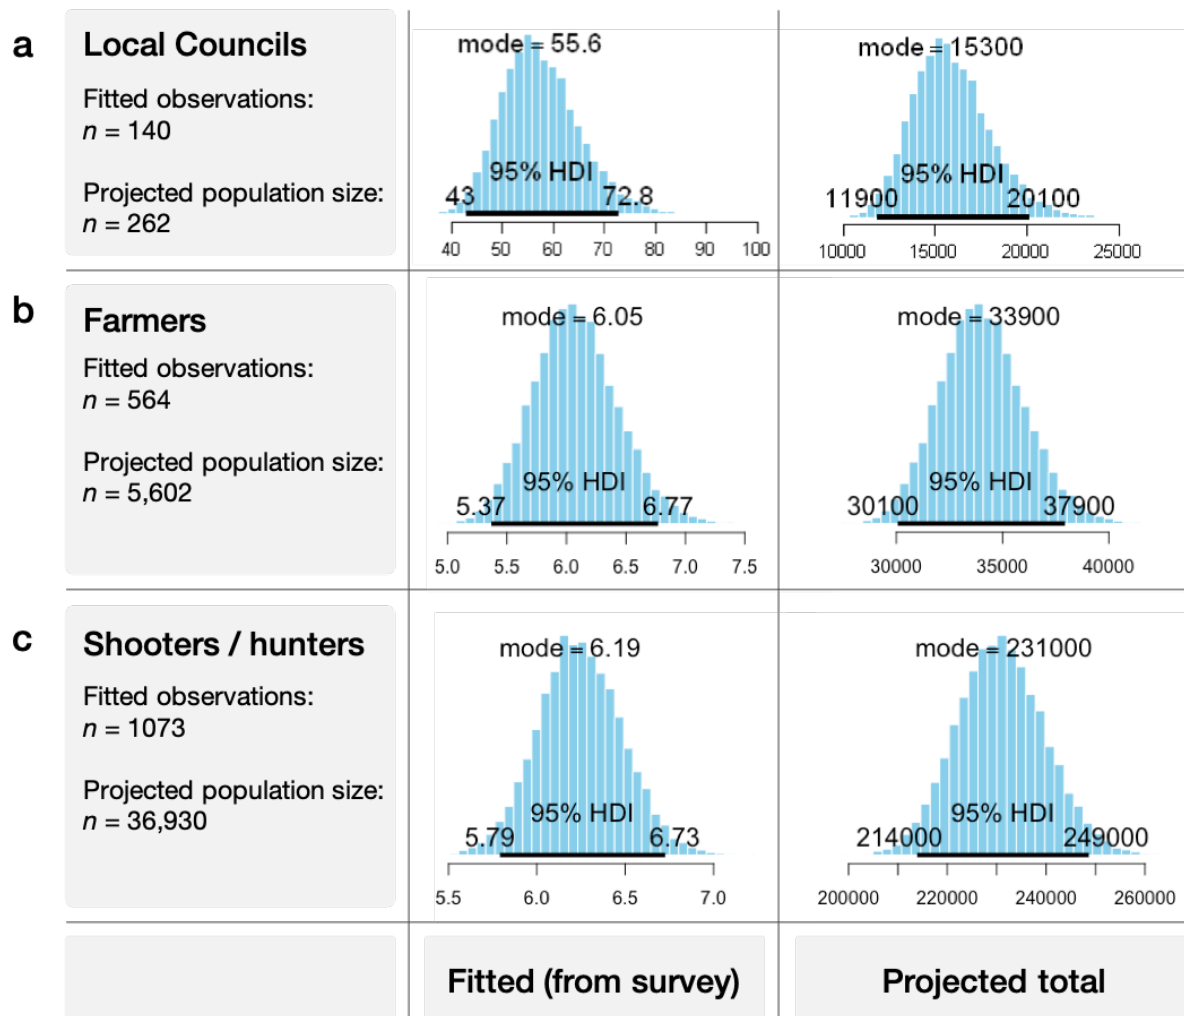 a
Local Councils
Fitted observations:
n = 140
Projected population size:
n = 262
mode = 55.6
95% HDI
43 72.8
40 50 60 70 80 90 100
mode = 15300
95% HDI
11900 20100
10000 15000 20000 25000
b
Farmers
Fitted observations:
n = 564
Projected population size:
n = 5,602
mode = 6.05
95% HDI
5.37 6.77
5.0 5.5 6.0 6.5 7.0 7.5
mode = 33900
95% HDI
30100 37900
30000 35000 40000
c
Shooters / hunters
Fitted observations:
n = 1073
Projected population size:
n = 36,930
mode = 6.19
95% HDI
5.79 6.73
5.5 6.0 6.5 7.0
mode = 231000
95% HDI
214000 249000
200000 220000 240000 260000
Fitted (from survey)
Projected total